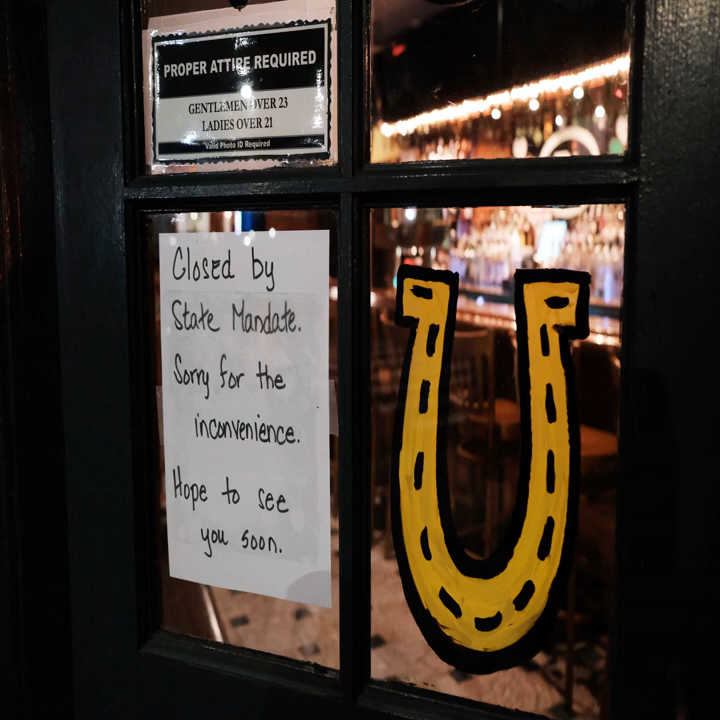 PROPER ATTIRE REQUIRED
GENTLEMEN OVER 23
LADIES OVER 21
*Valid Photo ID Required
Closed by
State Mandate.
Sorry for the
inconvenience.
Hope to see
you soon.